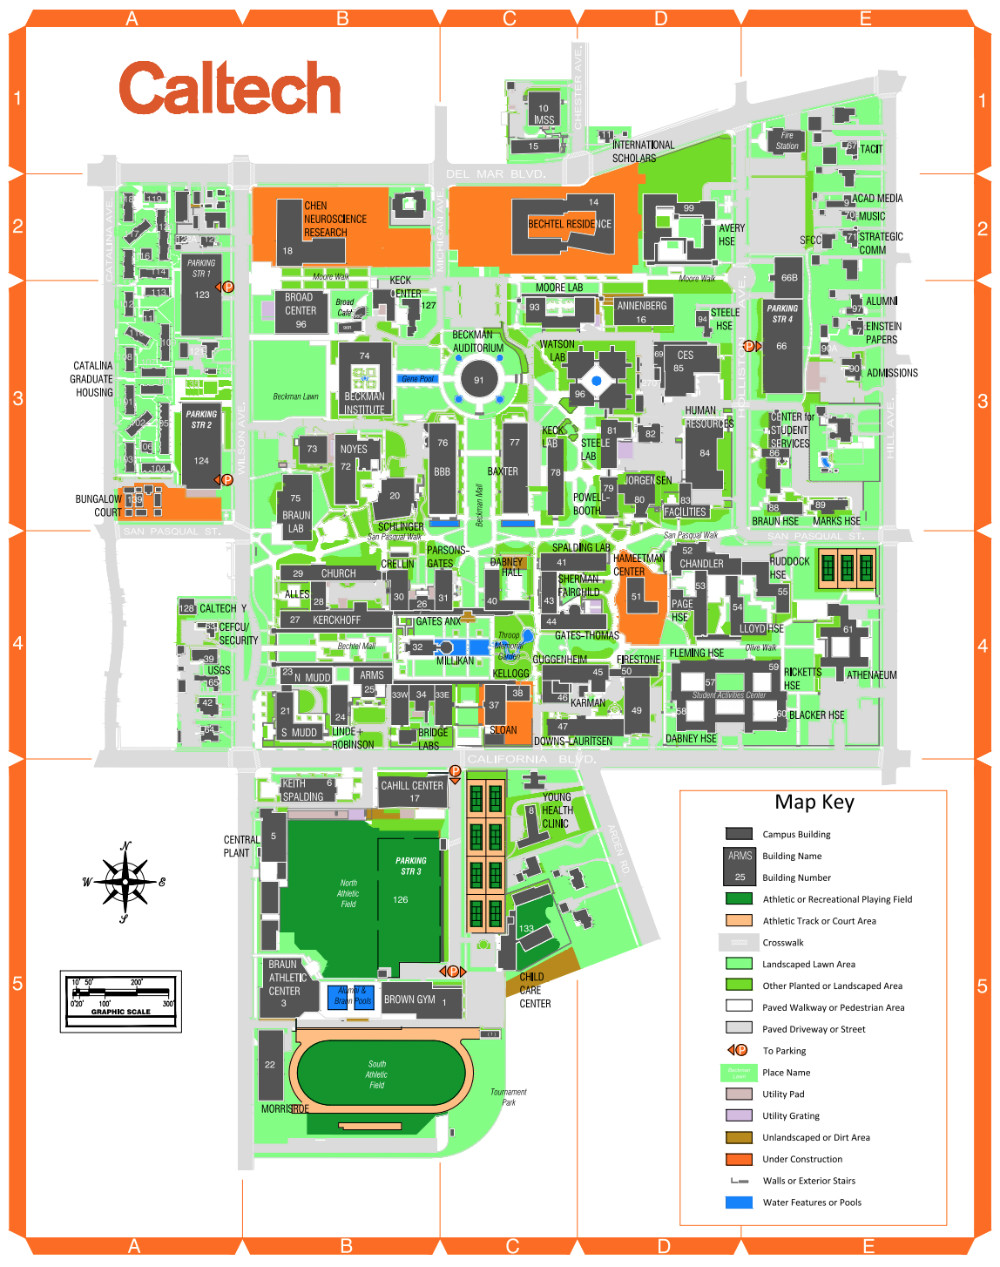 A B C D E
1 1
Caltech
10
IMSS
15
CHESTER AVE.
11
INTERNATIONAL
SCHOLARS
Fire
Station
TACIT
DEL MAR BLVD.
2 2
CATALINA AVE.
MICHIGAN AVE.
CHEN
NEUROSCIENCE
RESEARCH
18
14
BECHTEL RESIDENCE
99
AVERY
HSE
ACAD MEDIA
MUSIC
STRATEGIC
COMM
SFCC
PARKING
STR 1
123
Moore Walk
Moore Walk
KECK
CENTER
127
BROAD
CENTER
96
Broad
Café
MOORE LAB
93
ANNENBERG
16
94
STEELE
HSE
66B
PARKING
STR 4
66
HOLLISTON AVE.
ALUMNI
97
EINSTEIN
PAPERS
90A
90
ADMISSIONS
3 3
CATALINA
GRADUATE
HOUSING
Beckman Lawn
74
BECKMAN
INSTITUTE
Gene Pool
BECKMAN
AUDITORIUM
91
WATSON
LAB
96
69
CES
85
HUMAN
RESOURCES
84
CENTER for
STUDENT
SERVICES
86
HILL AVE.
PARKING
STR 2
124
WILSON AVE.
73
NOYES
72
76
BBB
77
BAXTER
KECK
LAB
78
STEELE
LAB
81
82
75
BRAUN
LAB
20
SCHLINGER
Beckman Mall
POWELL-
BOOTH
79
JORGENSEN
80
83
FACILITIES
88
BRAUN HSE
89
MARKS HSE
BUNGALOW
COURT
139
104
SAN PASQUAL ST.
San Pasqual Walk
San Pasqual Walk
SAN PASQUAL ST.
4 4
CRELLIN
PARSONS-
GATES
DABNEY
HALL
SPALDING LAB
41
HAMEETMAN
CENTER
51
52
CHANDLER
RUDDOCK
HSE
55
29 CHURCH
ALLES
28
30
26
31
40
43
SHERMAN
FAIRCHILD
44
GATES-THOMAS
53
PAGE
HSE
54
LLOYD HSE
61
ATHENAEUM
128
CALTECH Y
CEFCU/
SECURITY
39
USGS
42
27 KERCKHOFF
GATES ANX
Bechtel Mall
32
MILLIKAN
Throop
Memorial
Garden
KELLOGG
GUGGENHEIM
45
FIRESTONE
50
FLEMING HSE
Olive Walk
23
N MUDD
ARMS
25
33W
34
33E
37
38
SLOAN
46
KARMAN
49
47
DOWNS-LAURITSEN
57
Student Activities Center
59
RICKETTS
HSE
58
60
BLACKER HSE
DABNEY HSE
21
S MUDD
24
LINDE+
ROBINSON
BRIDGE
LABS
CALIFORNIA BLVD.
5 5
KEITH
SPALDING
6
CAHILL CENTER
17
8
YOUNG
HEALTH
CLINIC
ARDEN RD
CENTRAL
PLANT
5
North
Athletic
Field
PARKING
STR 3
126
133
CHILD
CARE
CENTER
BRAUN
ATHLETIC
CENTER
3
Alumni &
Braun Pools
BROWN GYM
1
22
MORRISROE
South
Athletic
Field
Tournament
Park
N
W E
S
10' 50' 200'
0'20' 100' 300'
GRAPHIC SCALE
Map Key
Campus Building
ARMS Building Name
25 Building Number
Athletic or Recreational Playing Field
Athletic Track or Court Area
Crosswalk
Landscaped Lawn Area
Other Planted or Landscaped Area
Paved Walkway or Pedestrian Area
Paved Driveway or Street
P To Parking
Place Name
Utility Pad
Utility Grating
Unlandscaped or Dirt Area
Under Construction
Walls or Exterior Stairs
Water Features or Pools
A B C D E